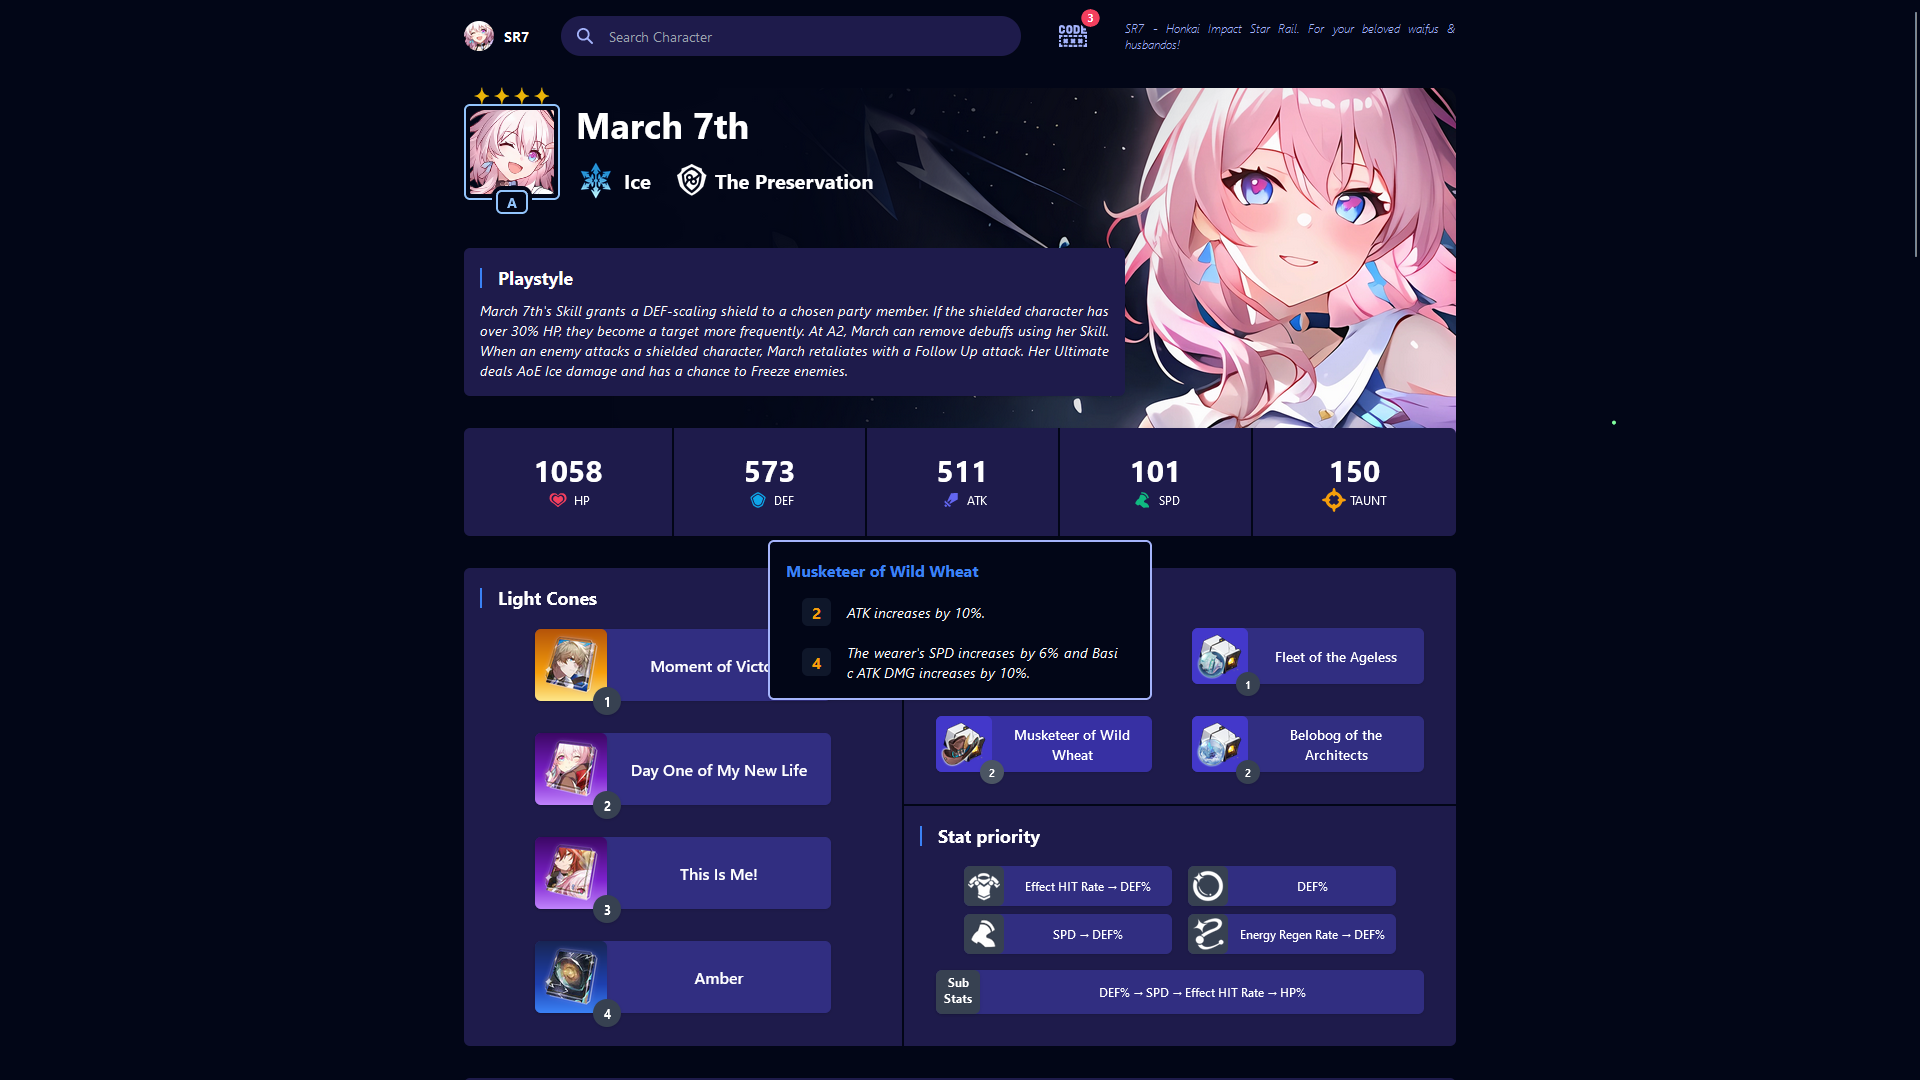 SR7
Search Character
CODE
3
SR7 - Honkai Impact Star Rail. For your beloved waifus &
husbandos!
A
March 7th
Ice
The Preservation
Playstyle
March 7th's Skill grants a DEF-scaling shield to a chosen party member. If the shielded character has
over 30% HP, they become a target more frequently. At A2, March can remove debuffs using her Skill.
When an enemy attacks a shielded character, March retaliates with a Follow Up attack. Her Ultimate
deals AoE Ice damage and has a chance to Freeze enemies.
1058
HP
573
DEF
511
ATK
101
SPD
150
TAUNT
Light Cones
Moment of Victo
1
Day One of My New Life
2
This Is Me!
3
Amber
4
Musketeer of Wild Wheat
2
ATK increases by 10%.
4
The wearer's SPD increases by 6% and Basi
c ATK DMG increases by 10%.
Fleet of the Ageless
1
Musketeer of Wild
Wheat
2
Belobog of the
Architects
2
Stat priority
Effect HIT Rate → DEF%
DEF%
SPD → DEF%
Energy Regen Rate → DEF%
Sub
Stats
DEF% → SPD → Effect HIT Rate → HP%